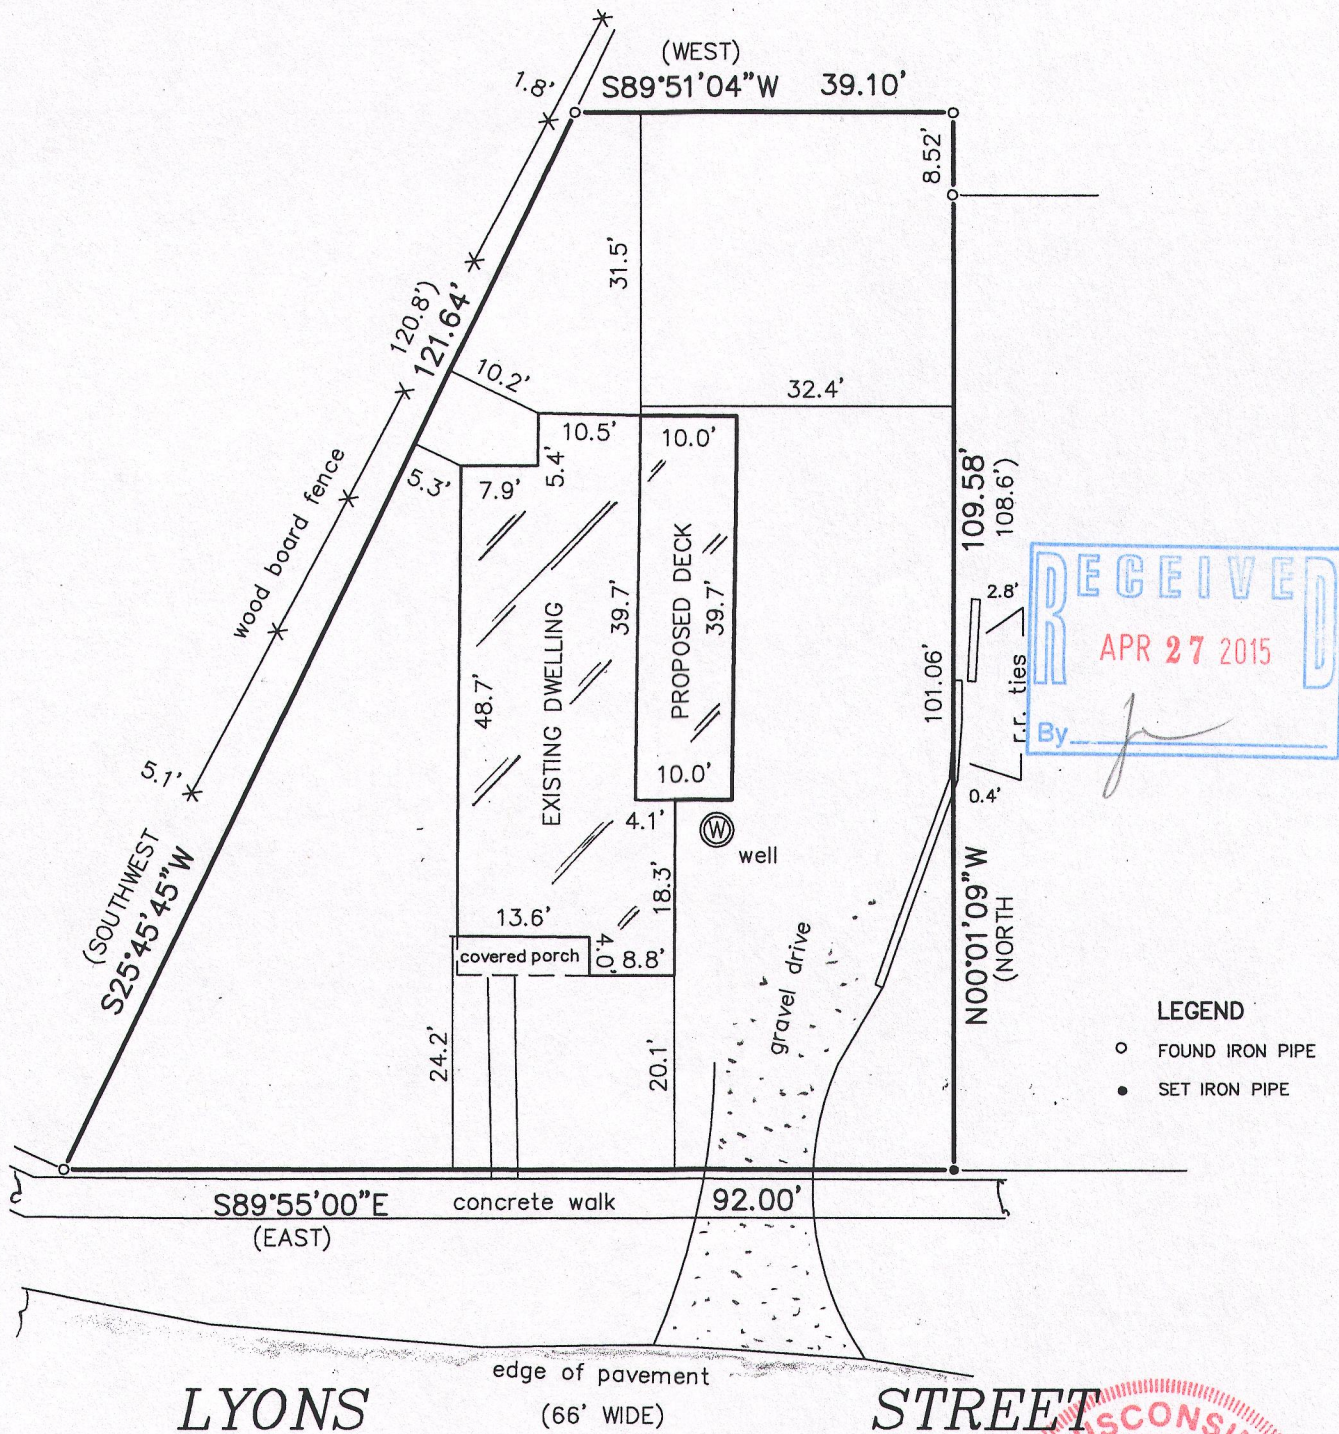 (WEST)
S89°51'04"W 39.10'
1.8'
8.52'
31.5'
120.8')
121.64'
10.2'
32.4'
10.5'
10.0'
5.4'
5.3'
7.9'
wood board fence
109.58'
108.6')
PROPOSED DECK
39.7'
39.7'
EXISTING DWELLING
48.7'
2.8'
r.r. ties
101.06'
RECEIVED
APR 27 2015
By
5.1'
10.0'
0.4'
4.1'
W
well
(SOUTHWEST
S25°45'45"W
18.3'
13.6'
covered porch
4.0'
8.8'
gravel drive
N00°01'09"W
(NORTH)
24.2'
20.1'
LEGEND
FOUND IRON PIPE
SET IRON PIPE
S89°55'00"E concrete walk 92.00'
(EAST)
edge of pavement
LYONS (66' WIDE) STREET